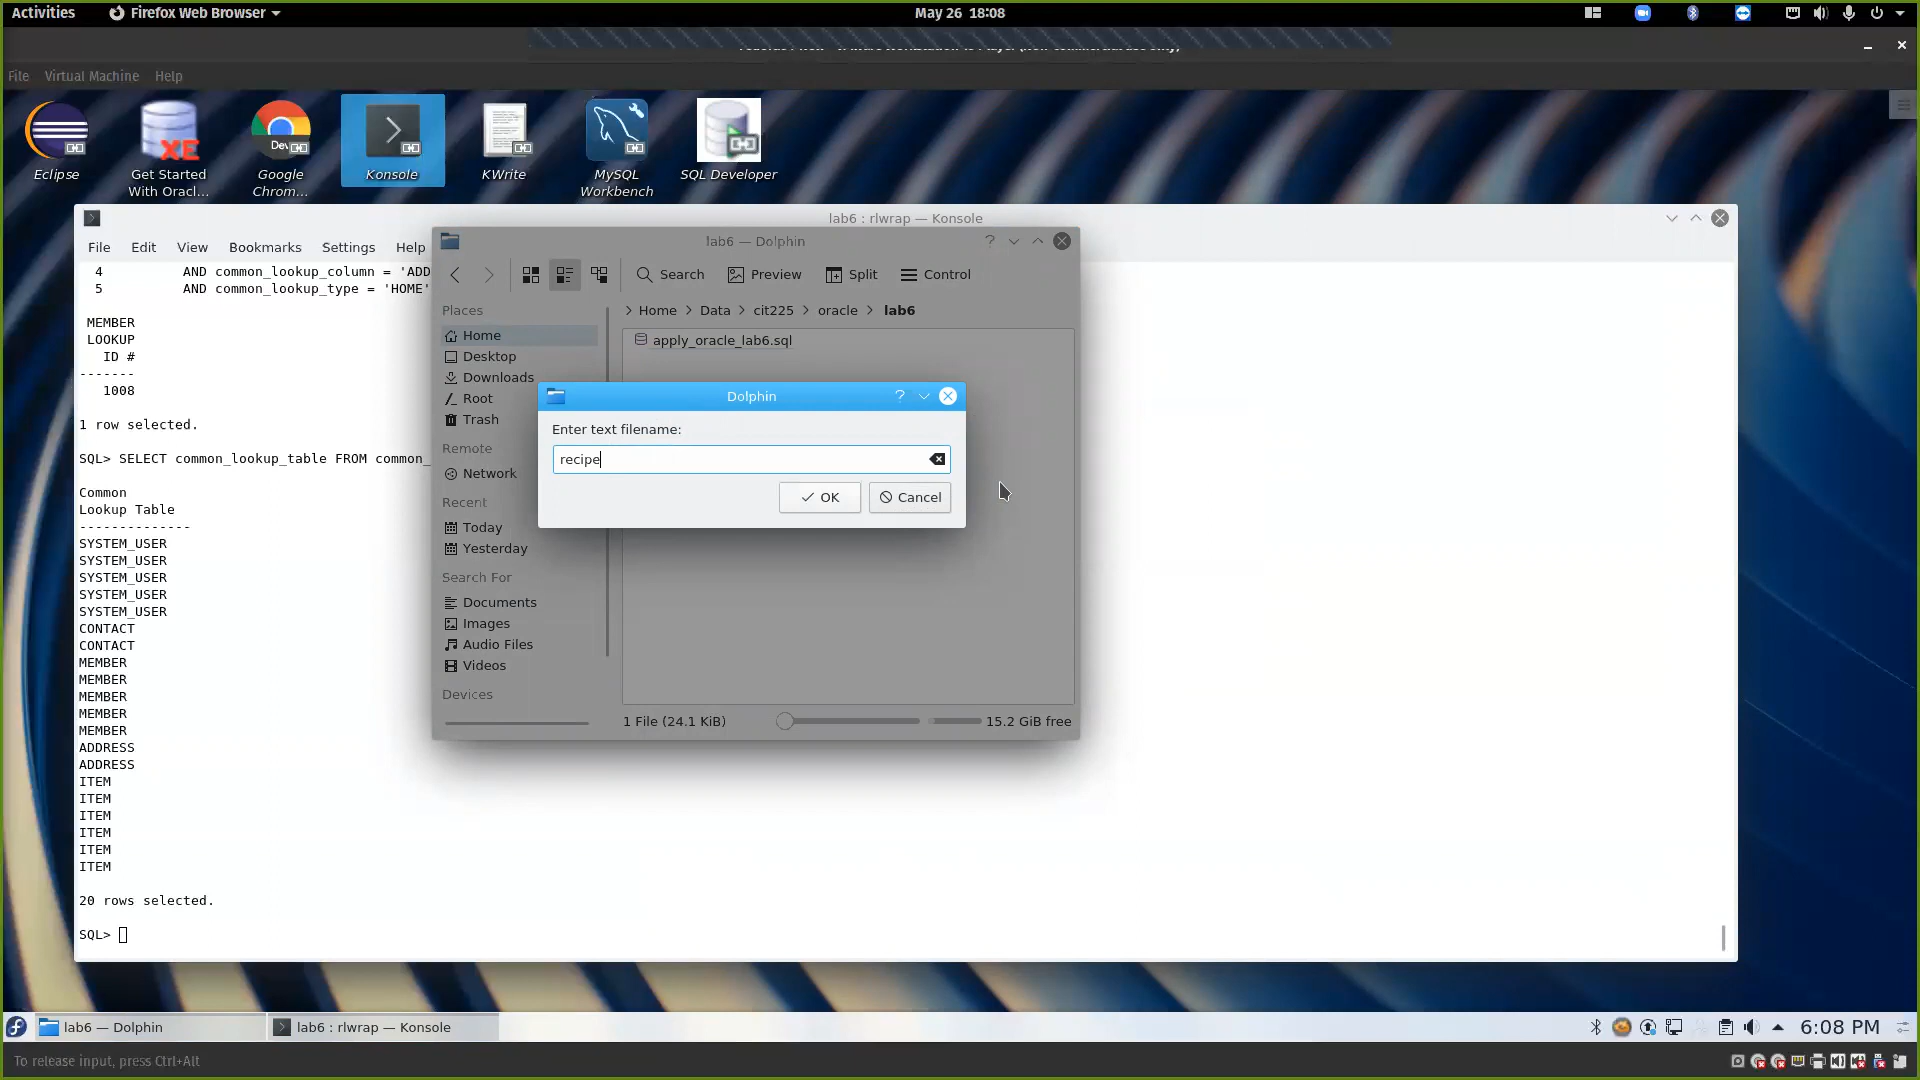 Activities
Firefox Web Browser
May 26 18:08
File Virtual Machine Help
Eclipse
Get Started
With Oracl...
Dev
Google
Chrom...
Konsole
KWrite
MySQL
Workbench
SQL Developer
XE
lab6 : rlwrap — Konsole
File Edit View Bookmarks Settings Help
4 AND common_lookup_column = 'ADD
5 AND common_lookup_type = 'HOME'
MEMBER
LOOKUP
ID #
-------
1008
1 row selected.
SQL> SELECT common_lookup_table FROM common_
Common
Lookup Table
--------------
SYSTEM_USER
SYSTEM_USER
SYSTEM_USER
SYSTEM_USER
SYSTEM_USER
CONTACT
CONTACT
MEMBER
MEMBER
MEMBER
MEMBER
MEMBER
ADDRESS
ADDRESS
ITEM
ITEM
ITEM
ITEM
ITEM
ITEM
20 rows selected.
SQL>
lab6 — Dolphin
Search Preview Split Control
Places
Home
Desktop
Downloads
Root
Trash
Remote
Network
Recent
Today
Yesterday
Search For
Documents
Images
Audio Files
Videos
Devices
> Home > Data > cit225 > oracle > lab6
apply_oracle_lab6.sql
1 File (24.1 KiB)
15.2 GiB free
Dolphin
Enter text filename:
recipe
OK
Cancel
lab6 — Dolphin
lab6 : rlwrap — Konsole
6:08 PM
To release input, press Ctrl+Alt